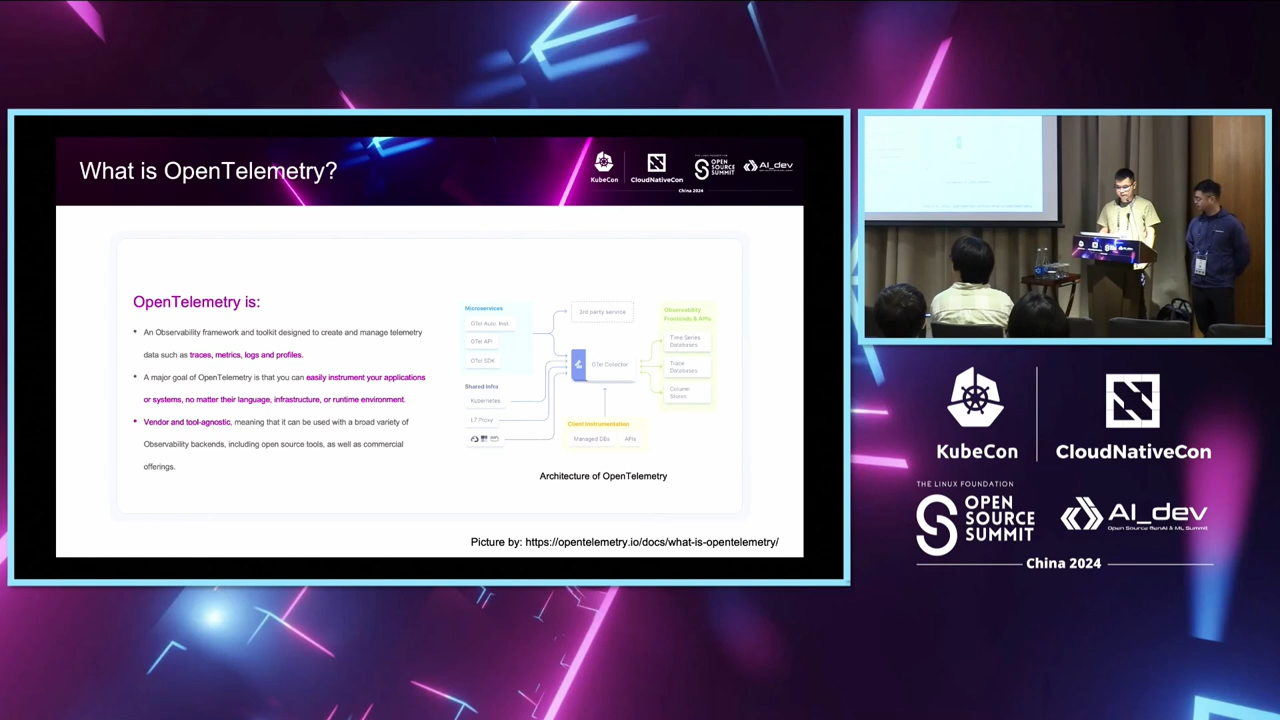 What is OpenTelemetry?
KubeCon
CloudNativeCon
THE LINUX FOUNDATION
OPEN
SOURCE
SUMMIT
AI_dev
China 2024
OpenTelemetry is:
• An Observability framework and toolkit designed to create and manage telemetry
data such as traces, metrics, logs and profiles.
• A major goal of OpenTelemetry is that you can easily instrument your applications
or systems, no matter their language, infrastructure, or runtime environment.
• Vendor and tool-agnostic, meaning that it can be used with a broad variety of
Observability backends, including open source tools, as well as commercial
offerings.
Microservices
OTel Auto. Inst.
OTel API
OTel SDK
Shared Infra
Kubernetes
L7 Proxy
3rd party service
OTel Collector
Client Instrumentation
Managed DBs
APIs
Observability
Frontends & APIs
Time Series
Databases
Trace
Databases
Column
Stores
Architecture of OpenTelemetry
Picture by: https://opentelemetry.io/docs/what-is-opentelemetry/
KubeCon
CloudNativeCon
THE LINUX FOUNDATION
OPEN
SOURCE
SUMMIT
AI_dev
Open Source GenAI & ML Summit
China 2024